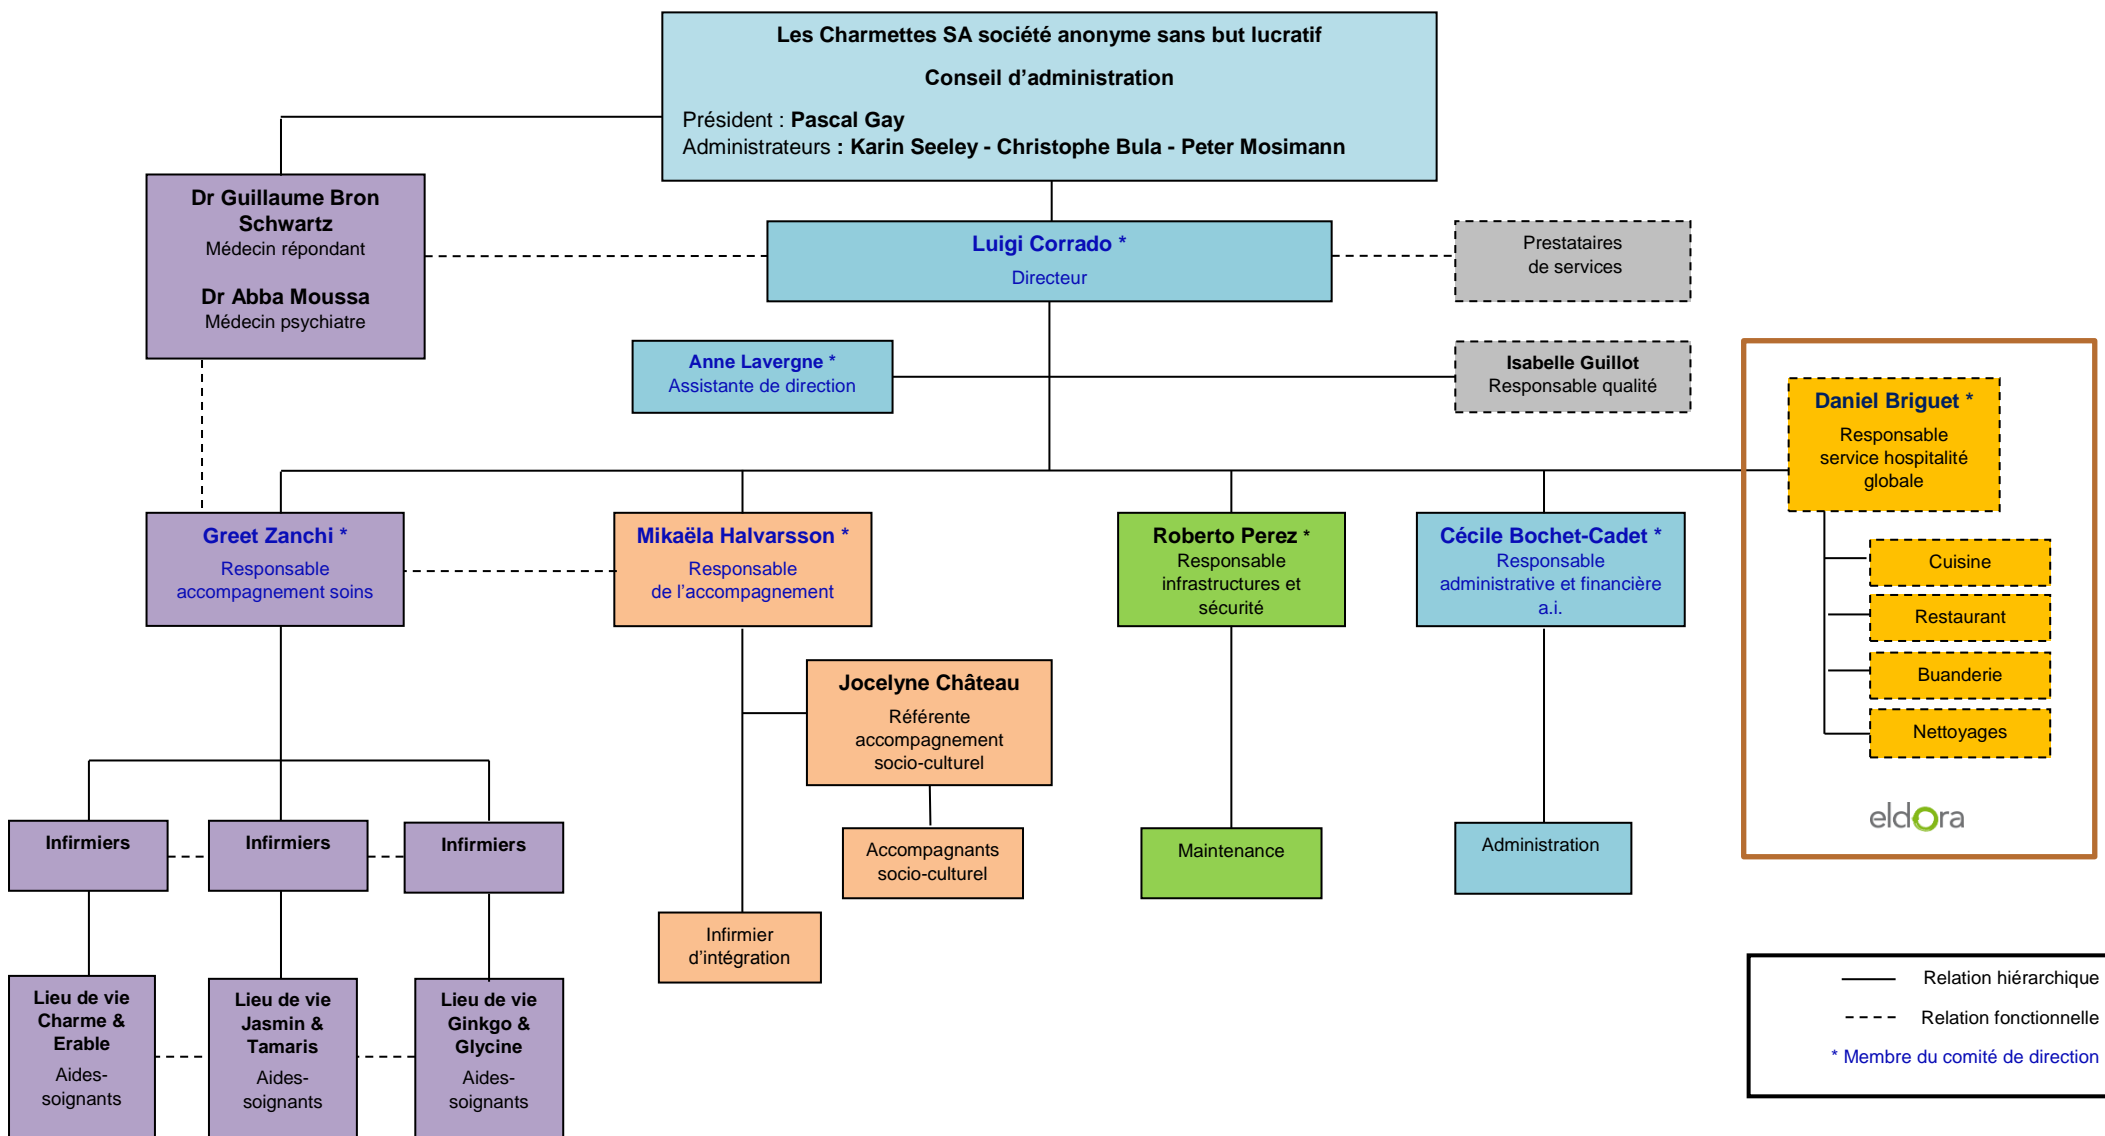 Les Charmettes SA société anonyme sans but lucratif
Conseil d’administration
Président : Pascal Gay
Administrateurs : Karin Seeley - Christophe Bula - Peter Mosimann
Dr Guillaume Bron
Schwartz
Médecin répondant
Dr Abba Moussa
Médecin psychiatre
Luigi Corrado *
Directeur
Prestataires
de services
Anne Lavergne *
Assistante de direction
Isabelle Guillot
Responsable qualité
Daniel Briguet *
Responsable
service hospitalité
globale
Greet Zanchi *
Responsable
accompagnement soins
Mikaëla Halvarsson *
Responsable
de l’accompagnement
Roberto Perez *
Responsable
infrastructures et
sécurité
Cécile Bochet-Cadet *
Responsable
administrative et financière
a.i.
Cuisine
Restaurant
Buanderie
Nettoyages
eldora
Jocelyne Château
Référente
accompagnement
socio-culturel
Infirmiers
Infirmiers
Infirmiers
Accompagnants
socio-culturel
Maintenance
Administration
Infirmier
d’intégration
Lieu de vie
Charme &
Erable
Aides-
soignants
Lieu de vie
Jasmin &
Tamaris
Aides-
soignants
Lieu de vie
Ginkgo &
Glycine
Aides-
soignants
Relation hiérarchique
Relation fonctionnelle
* Membre du comité de direction